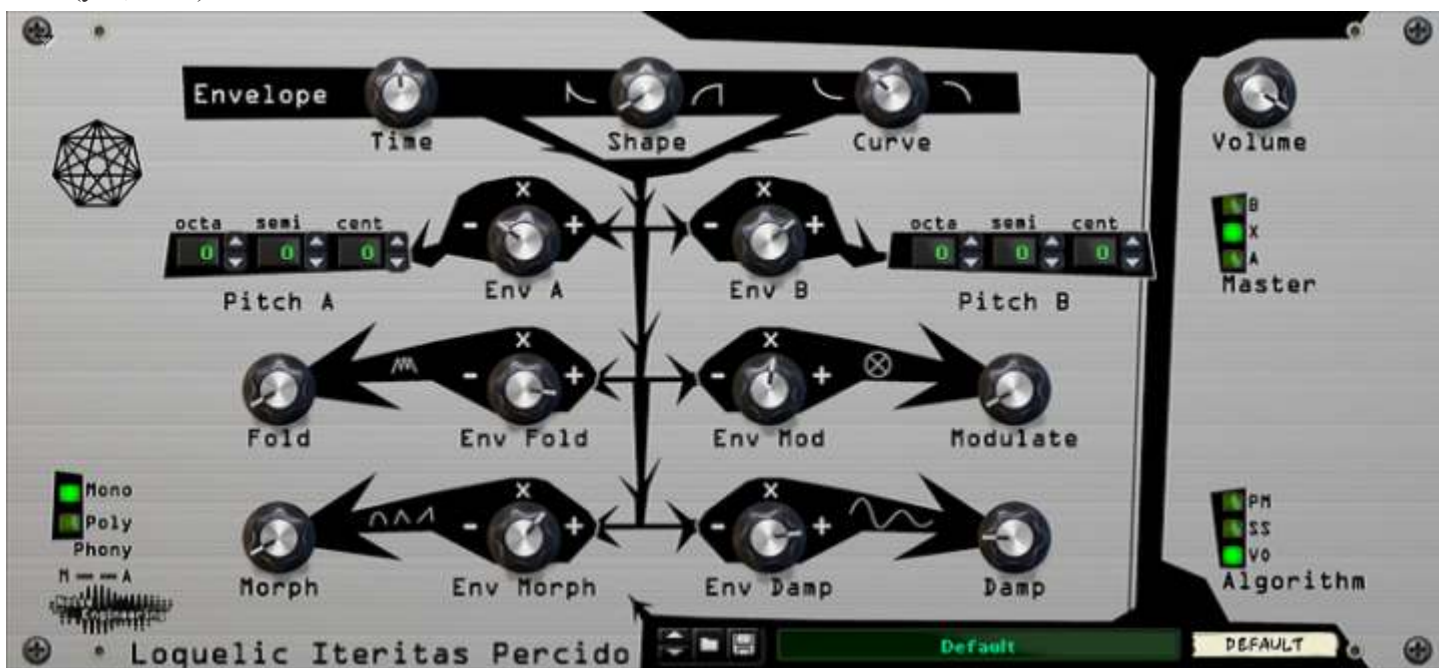 Envelope
Time Shape Curve Volume
octa semi cent - X + - X + octa semi cent
0 0 0 0 0 0
Pitch A Env A Env B Pitch B
B
X
A
Master
- X + - X +
Fold Env Fold Env Mod Modulate
Mono
Poly
Phony
- X + - X +
Morph Env Morph Env Damp Damp
PM
SS
VO
Algorithm
M A
Engineering
Loquelic Iteritas Percido
Default
DEFAULT